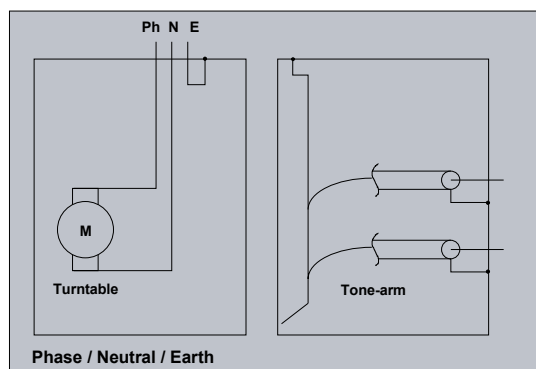 Ph N E
M
Turntable
Tone-arm
Phase / Neutral / Earth